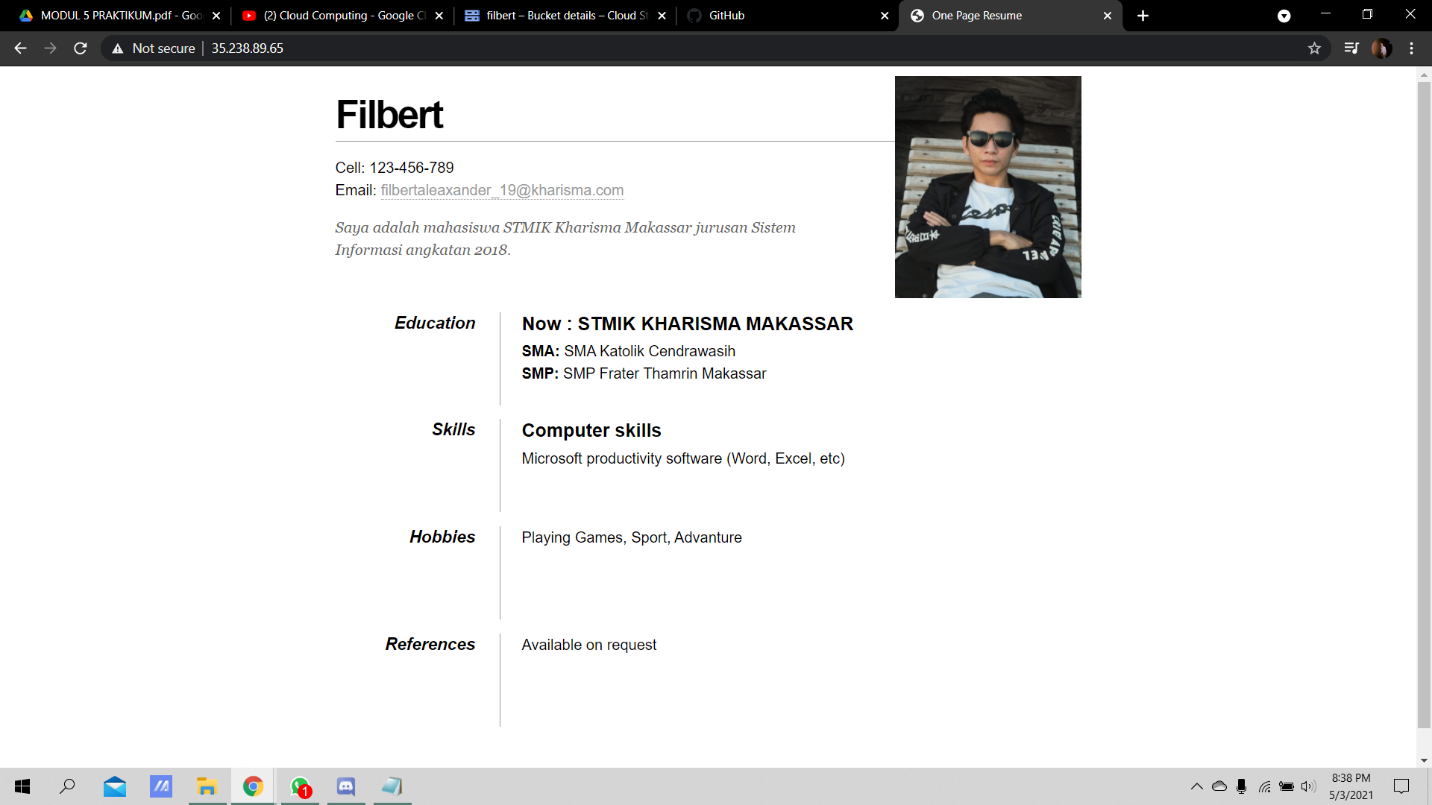 MODUL 5 PRAKTIKUM.pdf - Goo
(2) Cloud Computing - Google Cl
filbert – Bucket details – Cloud St
GitHub
One Page Resume
Not secure
35.238.89.65
Filbert
Cell: 123-456-789
Email: filbertaleaxander_19@kharisma.com
Saya adalah mahasiswa STMIK Kharisma Makassar jurusan Sistem
Informasi angkatan 2018.
Education
Now : STMIK KHARISMA MAKASSAR
SMA: SMA Katolik Cendrawasih
SMP: SMP Frater Thamrin Makassar
Skills
Computer skills
Microsoft productivity software (Word, Excel, etc)
Hobbies
Playing Games, Sport, Advanture
References
Available on request
1
8:38 PM
5/3/2021